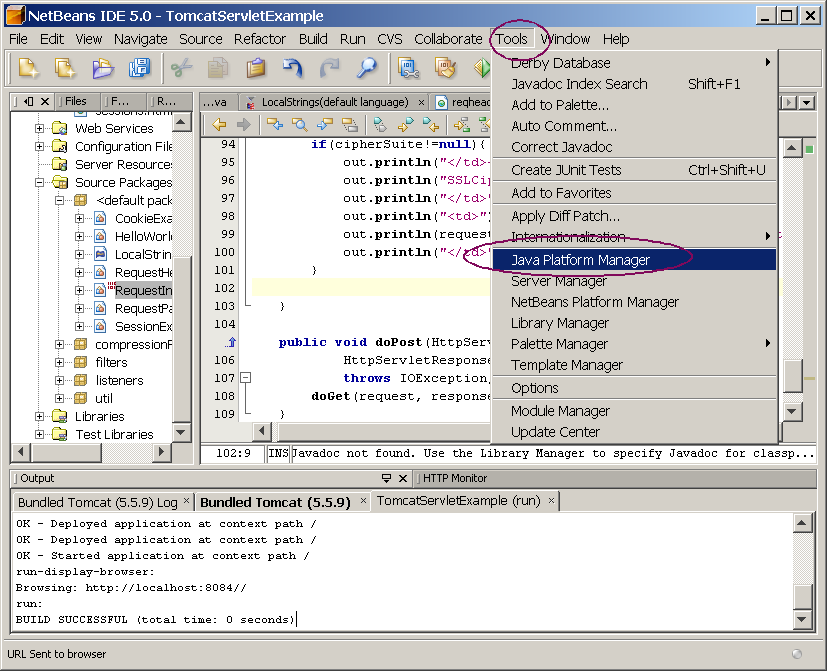 NetBeans IDE 5.0 - TomcatServletExample
File Edit View Navigate Source Refactor Build Run CVS Collaborate Tools Window Help
Files F... R...
...va LocalStrings(default language) reqhead
Web Services
Configuration File
Server Resources
Source Packages
<default pack
CookieExa
HelloWorl
LocalStrin
RequestHe
RequestIn
RequestPa
SessionEx
compressionF
filters
listeners
util
Libraries
Test Libraries
94 if(cipherSuite!=null){
95 out.println("</td>
96 out.println("SSLCip
97 out.println("</td>"
98 out.println("<td>"
99 out.println(request
100 out.println("</td>"
101 }
102
103 }
104
public void doPost(HttpServ
106 HttpServletResponse
107 throws IOException,
108 doGet(request, response
109 }
Derby Database
Javadoc Index Search Shift+F1
Add to Palette...
Auto Comment...
Correct Javadoc
Create JUnit Tests Ctrl+Shift+U
Add to Favorites
Apply Diff Patch...
Internationalization
Java Platform Manager
Server Manager
NetBeans Platform Manager
Library Manager
Palette Manager
Template Manager
Options
Module Manager
Update Center
102:9 INS Javadoc not found. Use the Library Manager to specify Javadoc for classp...
Output HTTP Monitor
Bundled Tomcat (5.5.9) Log Bundled Tomcat (5.5.9) TomcatServletExample (run)
OK - Deployed application at context path /
OK - Deployed application at context path /
OK - Started application at context path /
run-display-browser:
Browsing: http://localhost:8084//
run:
BUILD SUCCESSFUL (total time: 0 seconds)
URL Sent to browser